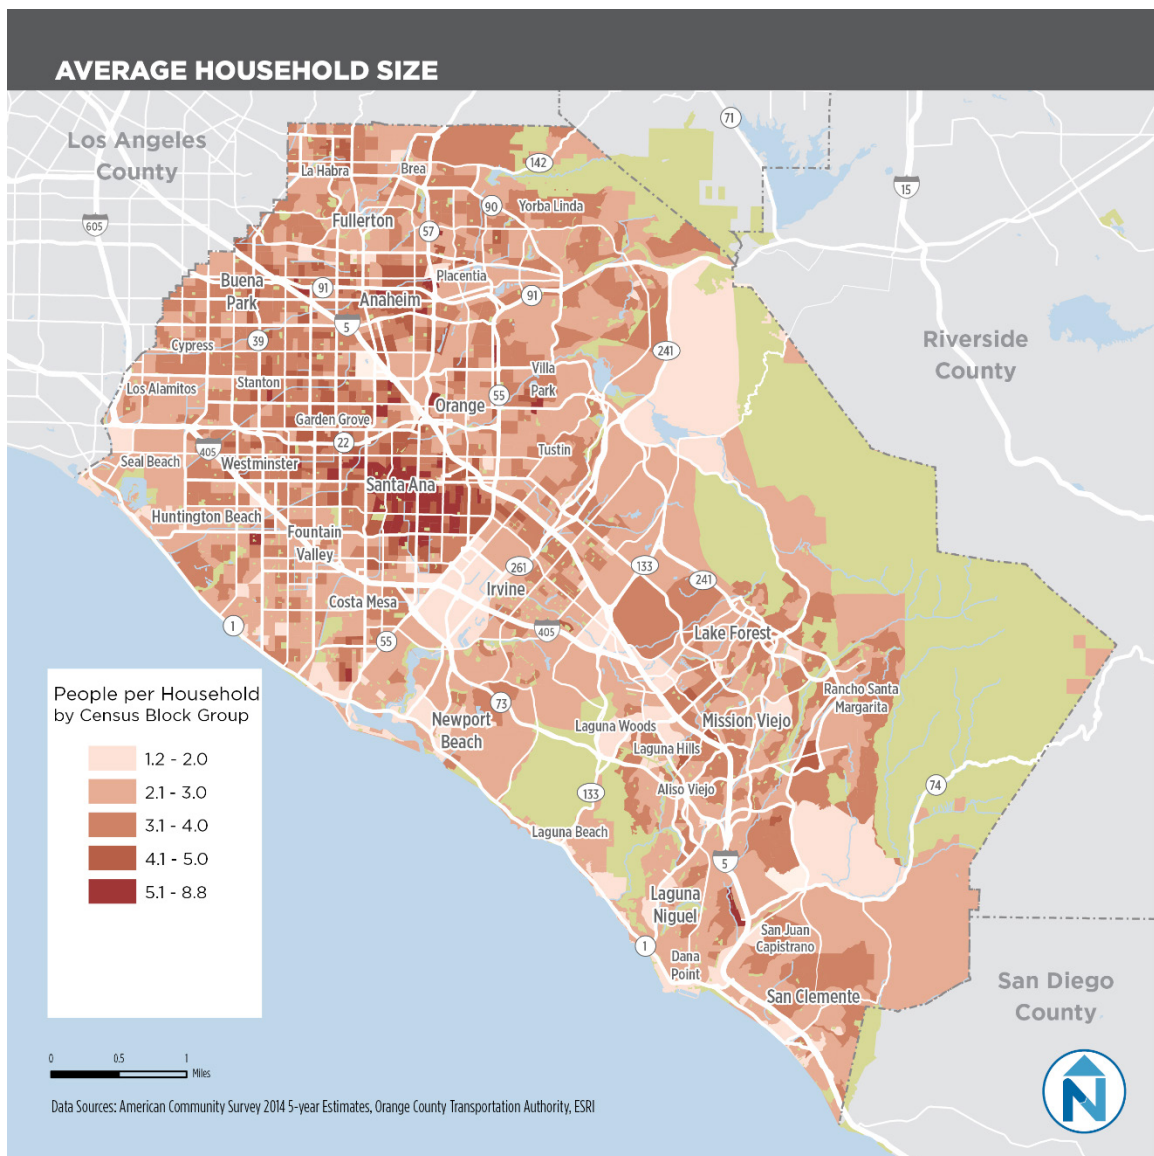 AVERAGE HOUSEHOLD SIZE
Los Angeles
County
71
142
La Habra
Brea
15
605
90
Yorba Linda
Fullerton
57
Placentia
Buena
Park
91
Anaheim
91
5
39
Cypress
241
Riverside
County
Villa
Park
Los Alamitos
Stanton
55
Orange
Garden Grove
22
405
Tustin
Seal Beach
Westminster
Santa Ana
Huntington Beach
Fountain
Valley
261
133
241
Irvine
Costa Mesa
1
55
405
Lake Forest
Rancho Santa
Margarita
73
Newport
Beach
Laguna Woods
Mission Viejo
Laguna Hills
133
Aliso Viejo
74
Laguna Beach
5
Laguna
Niguel
San Juan
Capistrano
1
Dana
Point
San Clemente
San Diego
County
People per Household
by Census Block Group
1.2 - 2.0
2.1 - 3.0
3.1 - 4.0
4.1 - 5.0
5.1 - 8.8
0 0.5 1
Miles
Data Sources: American Community Survey 2014 5-year Estimates, Orange County Transportation Authority, ESRI
N